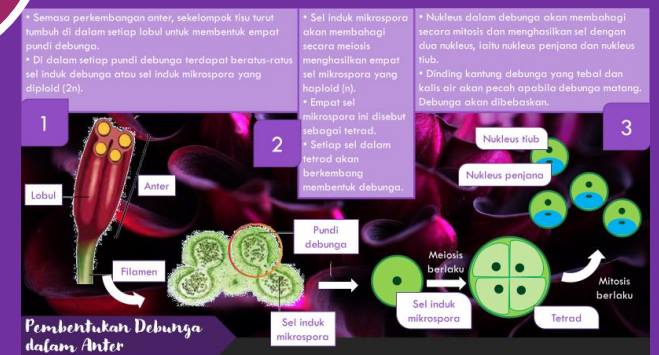 • Semasa perkembangan anter, sekelompok tisu turut
tumbuh di dalam setiap lobul untuk membentuk empat
pundi debunga.
• Di dalam setiap pundi debunga terdapat beratus-ratus
sel induk debunga atau sel induk mikrospora yang
diploid (2n).
1
• Sel induk mikrospora
akan membahagi
secara meiosis
menghasilkan empat
sel mikrospora yang
haploid (n).
• Empat sel
mikrospora ini disebut
sebagai tetrad.
• Setiap sel dalam
tetrad akan
berkembang
membentuk debunga.
2
• Nukleus dalam debunga akan membahagi
secara mitosis dan menghasilkan sel dengan
dua nukleus, iaitu nukleus penjana dan nukleus
tiub.
• Dinding kantung debunga yang tebal dan
kalis air akan pecah apabila debunga matang.
Debunga akan dibebaskan.
3
Lobul
Anter
Filamen
Pundi
debunga
Sel induk
mikrospora
Meiosis
berlaku
Sel induk
mikrospora
Tetrad
Mitosis
berlaku
Nukleus tiub
Nukleus penjana
Pembentukan Debunga
dalam Anter